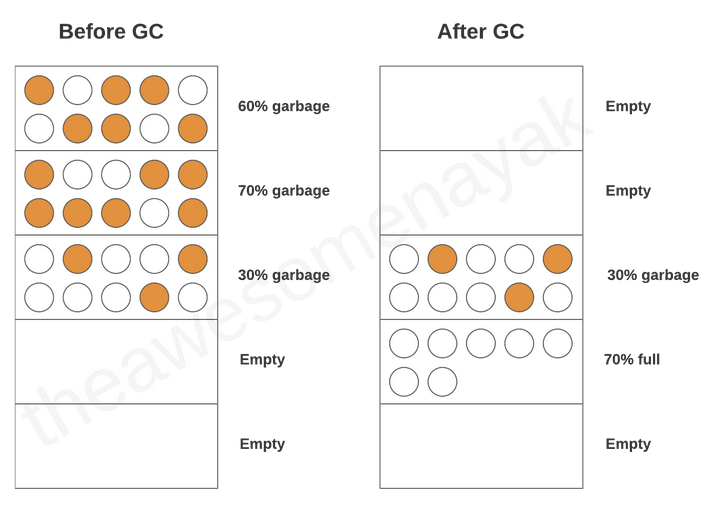 Before GC
After GC
60% garbage
Empty
70% garbage
Empty
30% garbage
30% garbage
Empty
70% full
Empty
Empty
theawesomenayak